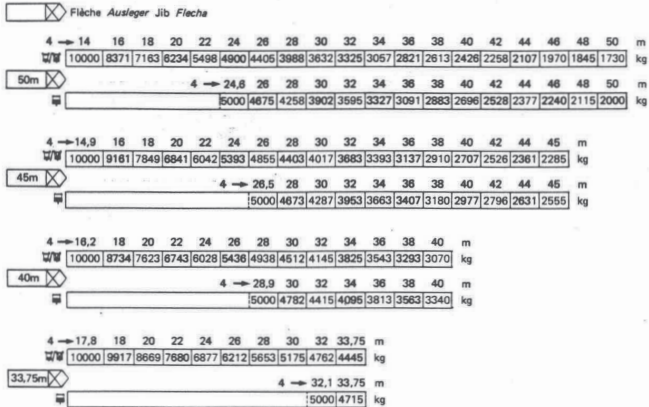 Flèche Ausleger Jib Flecha
4 → 14 16 18 20 22 24 26 28 30 32 34 36 38 40 42 44 46 48 50 m
10000 8371 7163 6234 5498 4900 4405 3988 3632 3325 3057 2821 2613 2426 2258 2107 1970 1845 1730 kg
50m
4 → 24,6 26 28 30 32 34 36 38 40 42 44 46 48 50 m
5000 4675 4258 3902 3595 3327 3091 2883 2696 2528 2377 2240 2115 2000 kg
4 → 14,9 16 18 20 22 24 26 28 30 32 34 36 38 40 42 44 45 m
10000 9161 7849 6841 6042 5393 4855 4403 4017 3683 3393 3137 2910 2707 2526 2361 2285 kg
45m
4 → 26,5 28 30 32 34 36 38 40 42 44 45 m
5000 4673 4287 3953 3663 3407 3180 2977 2796 2631 2555 kg
4 → 16,2 18 20 22 24 26 28 30 32 34 36 38 40 m
10000 8734 7623 6743 6028 5436 4938 4512 4145 3825 3543 3293 3070 kg
40m
4 → 28,9 30 32 34 36 38 40 m
5000 4782 4415 4095 3813 3563 3340 kg
4 → 17,8 18 20 22 24 26 28 30 32 33,75 m
10000 9917 8669 7680 6877 6212 5653 5175 4762 4445 kg
33,75m
4 → 32,1 33,75 m
5000 4715 kg